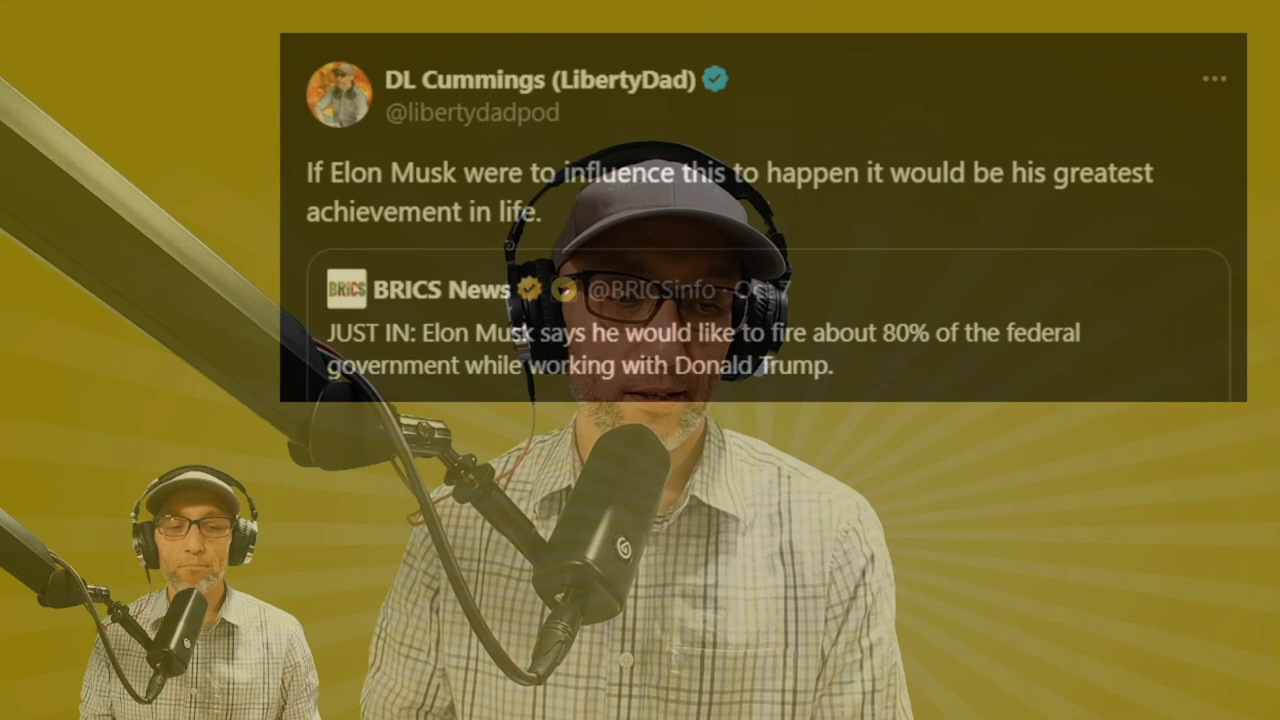 DL Cummings (LibertyDad)
@libertydadpod
If Elon Musk were to influence this to happen it would be his greatest
achievement in life.
BRICS
BRICS News @BRICSinfo
JUST IN: Elon Musk says he would like to fire about 80% of the federal
government while working with Donald Trump.